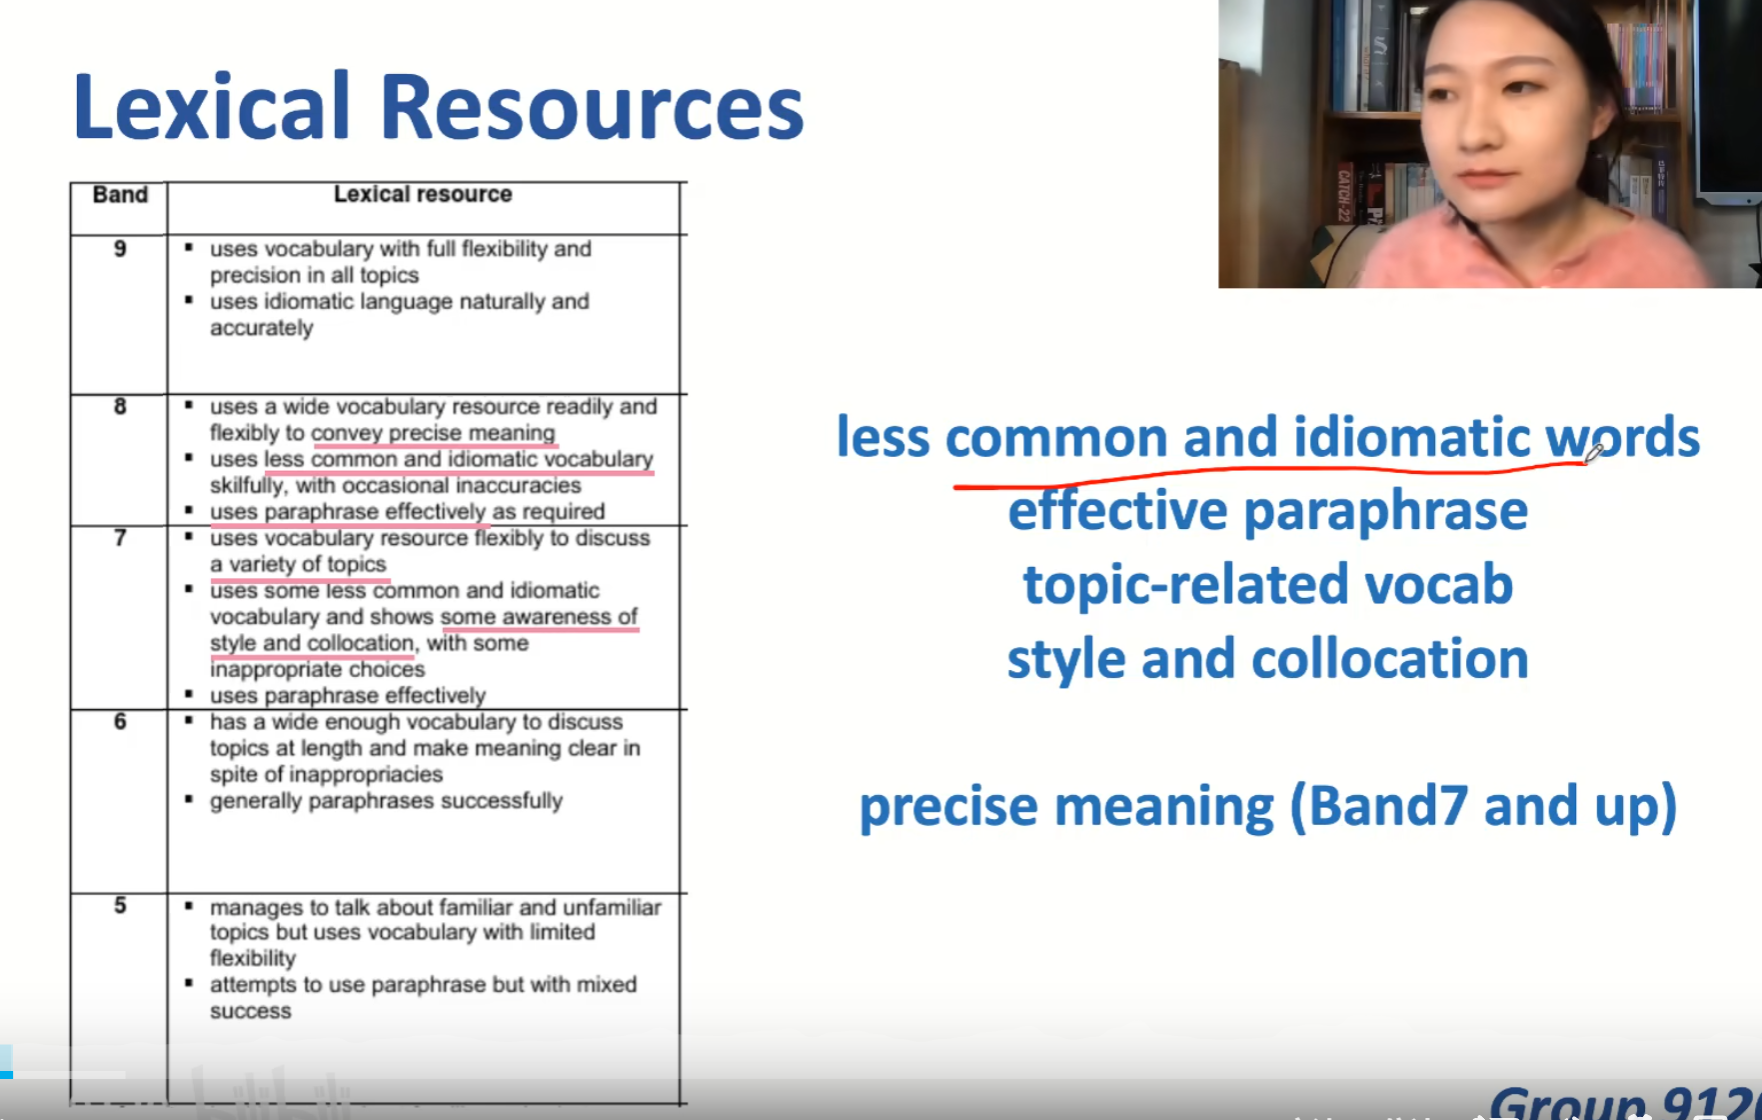 Lexical Resources
Band
Lexical resource
9
▪ uses vocabulary with full flexibility and
precision in all topics
▪ uses idiomatic language naturally and
accurately
8
▪ uses a wide vocabulary resource readily and
flexibly to convey precise meaning
▪ uses less common and idiomatic vocabulary
skilfully, with occasional inaccuracies
▪ uses paraphrase effectively as required
7
▪ uses vocabulary resource flexibly to discuss
a variety of topics
▪ uses some less common and idiomatic
vocabulary and shows some awareness of
style and collocation, with some
inappropriate choices
▪ uses paraphrase effectively
6
▪ has a wide enough vocabulary to discuss
topics at length and make meaning clear in
spite of inappropriacies
▪ generally paraphrases successfully
5
▪ manages to talk about familiar and unfamiliar
topics but uses vocabulary with limited
flexibility
▪ attempts to use paraphrase but with mixed
success
less common and idiomatic words
effective paraphrase
topic-related vocab
style and collocation
precise meaning (Band7 and up)
CATCH-22
bilibili
Group 912